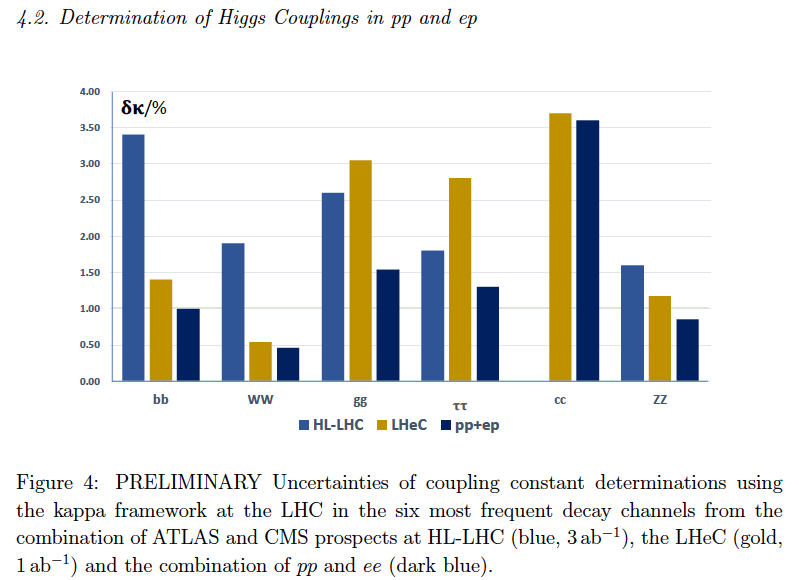 4.2. Determination of Higgs Couplings in pp and ep
δκ/%
4.00
3.50
3.00
2.50
2.00
1.50
1.00
0.50
0.00
bb WW gg ττ cc ZZ
HL-LHC LHeC pp+ep
Figure 4: PRELIMINARY Uncertainties of coupling constant determinations using
the kappa framework at the LHC in the six most frequent decay channels from the
combination of ATLAS and CMS prospects at HL-LHC (blue, 3 ab⁻¹), the LHeC (gold,
1 ab⁻¹) and the combination of pp and ee (dark blue).